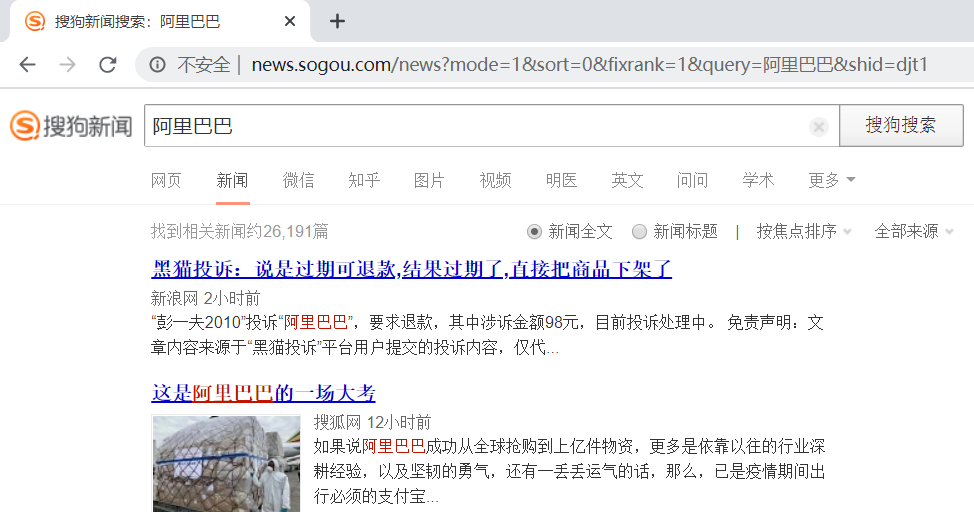 搜狗新闻搜索：阿里巴巴
不安全 | news.sogou.com/news?mode=1&sort=0&fixrank=1&query=阿里巴巴&shid=djt1
搜狗新闻 阿里巴巴 搜狗搜索
网页 新闻 微信 知乎 图片 视频 明医 英文 问问 学术 更多
找到相关新闻约26,191篇 新闻全文 新闻标题 | 按焦点排序 全部来源
黑猫投诉：说是过期可退款,结果过期了,直接把商品下架了
新浪网 2小时前
“彭一夫2010”投诉“阿里巴巴”，要求退款，其中涉诉金额98元，目前投诉处理中。 免责声明：文
章内容来源于“黑猫投诉”平台用户提交的投诉内容，仅代...
这是阿里巴巴的一场大考
搜狐网 12小时前
如果说阿里巴巴成功从全球抢购到上亿件物资，更多是依靠以往的行业深
耕经验，以及坚韧的勇气，还有一丢丢运气的话，那么，已是疫情期间出
行必须的支付宝...